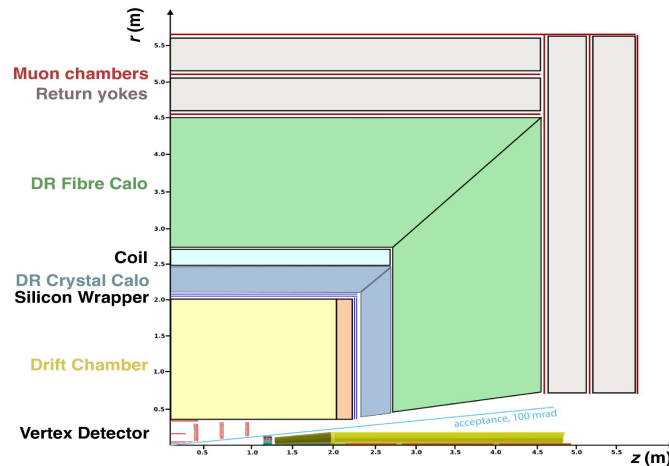 r (m)
5.5
Muon chambers
5.0
Return yokes
4.5
4.0
3.5
DR Fibre Calo
3.0
Coil
2.5
DR Crystal Calo
Silicon Wrapper
2.0
1.5
Drift Chamber
1.0
0.5
acceptance, 100 mrad
Vertex Detector
0.5 1.0 1.5 2.0 2.5 3.0 3.5 4.0 4.5 5.0 5.5
z (m)